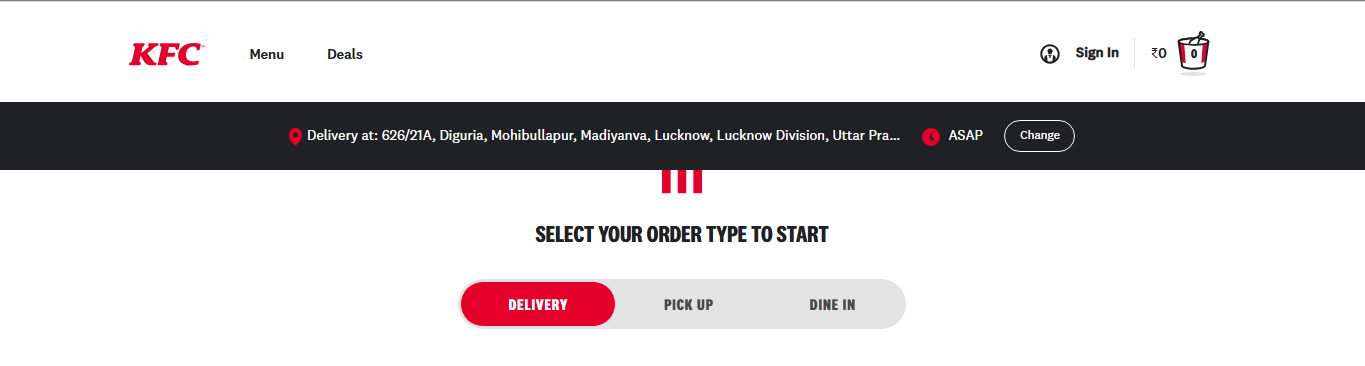 KFC Menu Deals Sign In ₹0 0
Delivery at: 626/21A, Diguria, Mohibullapur, Madiyanva, Lucknow, Lucknow Division, Uttar Pra... ASAP Change
SELECT YOUR ORDER TYPE TO START
DELIVERY PICK UP DINE IN